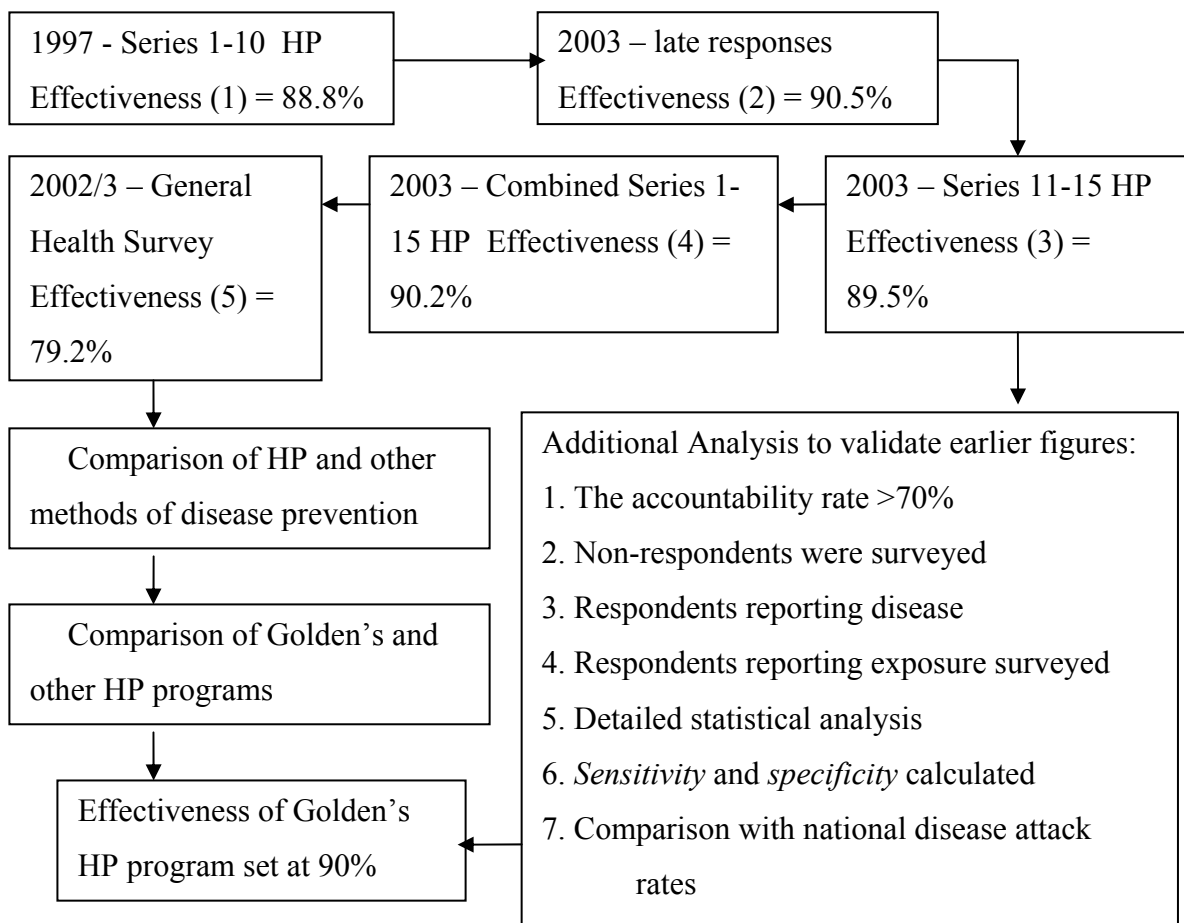 1997 - Series 1-10 HP
Effectiveness (1) = 88.8%
2003 – late responses
Effectiveness (2) = 90.5%
2003 – Series 11-15 HP
Effectiveness (3) =
89.5%
2003 – Combined Series 1-
15 HP Effectiveness (4) =
90.2%
2002/3 – General
Health Survey
Effectiveness (5) =
79.2%
Comparison of HP and other
methods of disease prevention
Comparison of Golden’s and
other HP programs
Effectiveness of Golden’s
HP program set at 90%
Additional Analysis to validate earlier figures:
1. The accountability rate >70%
2. Non-respondents were surveyed
3. Respondents reporting disease
4. Respondents reporting exposure surveyed
5. Detailed statistical analysis
6. Sensitivity and specificity calculated
7. Comparison with national disease attack
rates